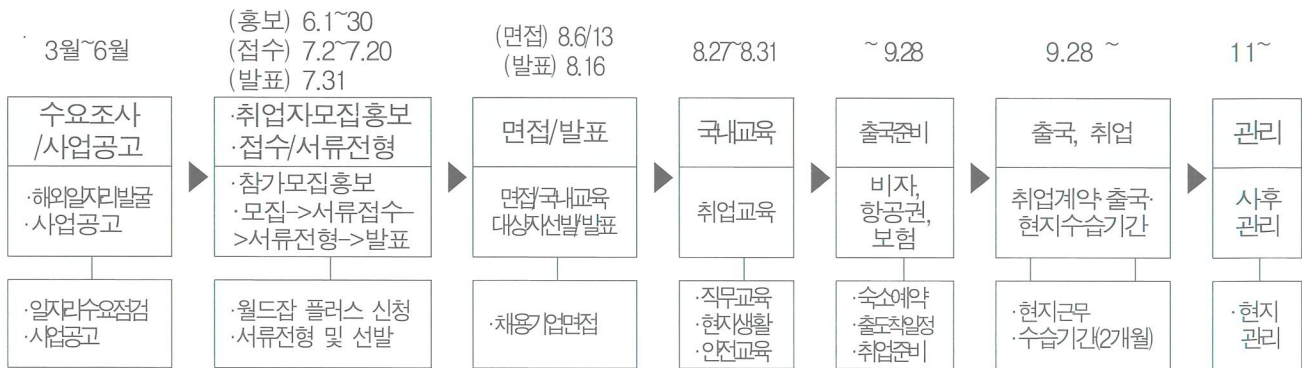 3월~6월
(홍보) 6.1~30
(접수) 7.2~7.20
(발표) 7.31
(면접) 8.6/13
(발표) 8.16
8.27~8.31
~ 9.28
9.28 ~
11~
수요조사
/사업공고
·취업자모집홍보
·접수/서류전형
면접/발표
국내교육
출국준비
출국, 취업
관리
·해외일자리발굴
·사업공고
·참가모집홍보
·모집->서류접수-
>서류전형->발표
면접/국내교육
대상자선발/발표
취업교육
비자,
항공권,
보험
취업계약·출국·
현지수습기간
사후
관리
·일자리수요점검
·사업공고
·월드잡 플러스 신청
·서류전형 및 선발
·채용기업면접
·직무교육
·현지생활
·안전교육
·숙소예약
·출도착일정
·취업준비
·현지근무
·수습기간(2개월)
·현지
관리